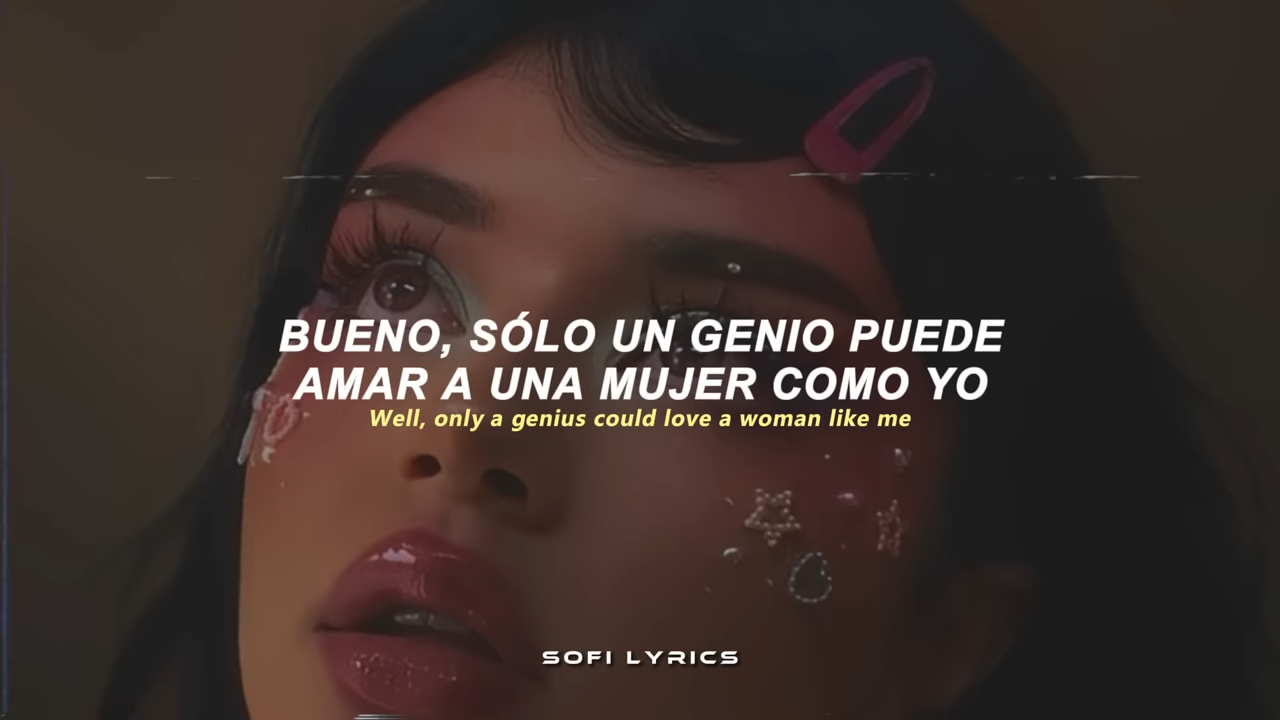 BUENO, SÓLO UN GENIO PUEDE
AMAR A UNA MUJER COMO YO
Well, only a genius could love a woman like me
SOFI LYRICS